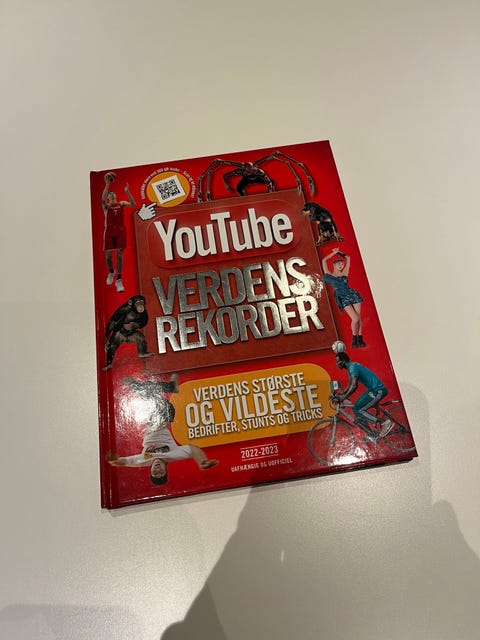 YouTube
VERDENS
REKORDER
VERDENS STØRSTE
OG VILDESTE
BEDRIFTER, STUNTS OG TRICKS
2022-2023
UAFHÆNGIG OG UOFFICIEL